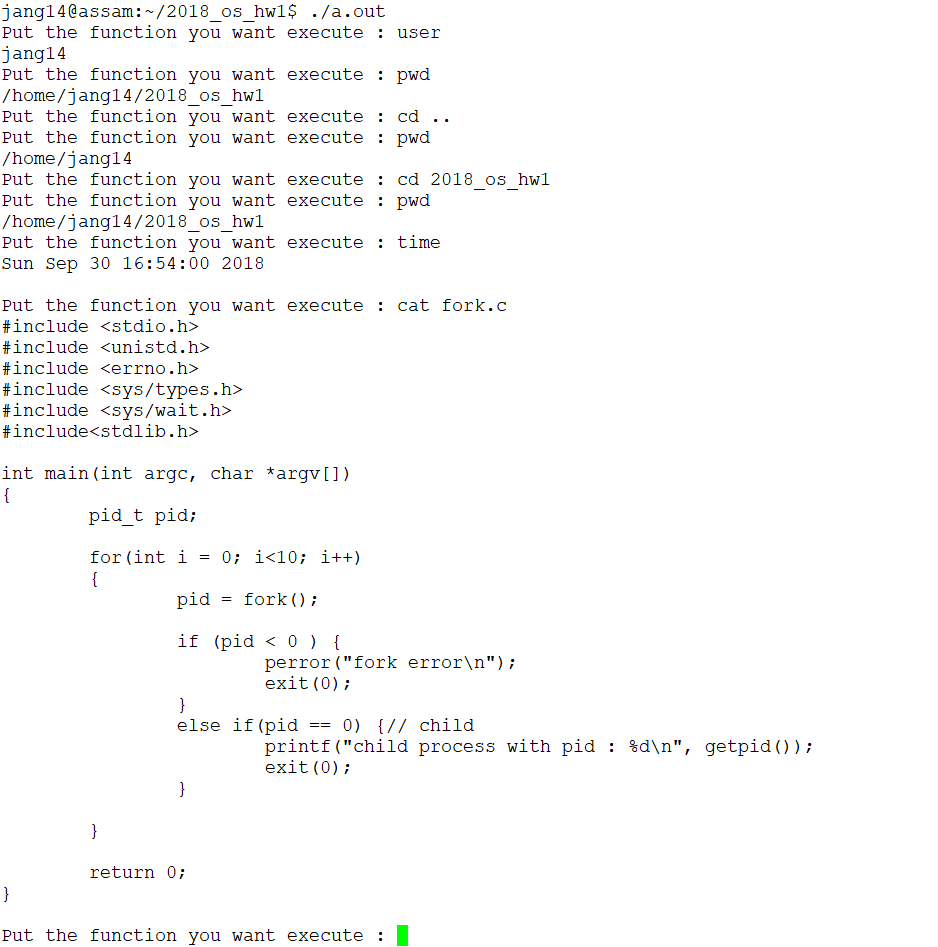 jang14@assam:~/2018_os_hw1$ ./a.out
Put the function you want execute : user
jang14
Put the function you want execute : pwd
/home/jang14/2018_os_hw1
Put the function you want execute : cd ..
Put the function you want execute : pwd
/home/jang14
Put the function you want execute : cd 2018_os_hw1
Put the function you want execute : pwd
/home/jang14/2018_os_hw1
Put the function you want execute : time
Sun Sep 30 16:54:00 2018

Put the function you want execute : cat fork.c
#include <stdio.h>
#include <unistd.h>
#include <errno.h>
#include <sys/types.h>
#include <sys/wait.h>
#include<stdlib.h>

int main(int argc, char *argv[])
{
        pid_t pid;

        for(int i = 0; i<10; i++)
        {
                pid = fork();

                if (pid < 0 ) {
                        perror("fork error\n");
                        exit(0);
                }
                else if(pid == 0) {// child
                        printf("child process with pid : %d\n", getpid());
                        exit(0);
                }

        }

        return 0;
}

Put the function you want execute :